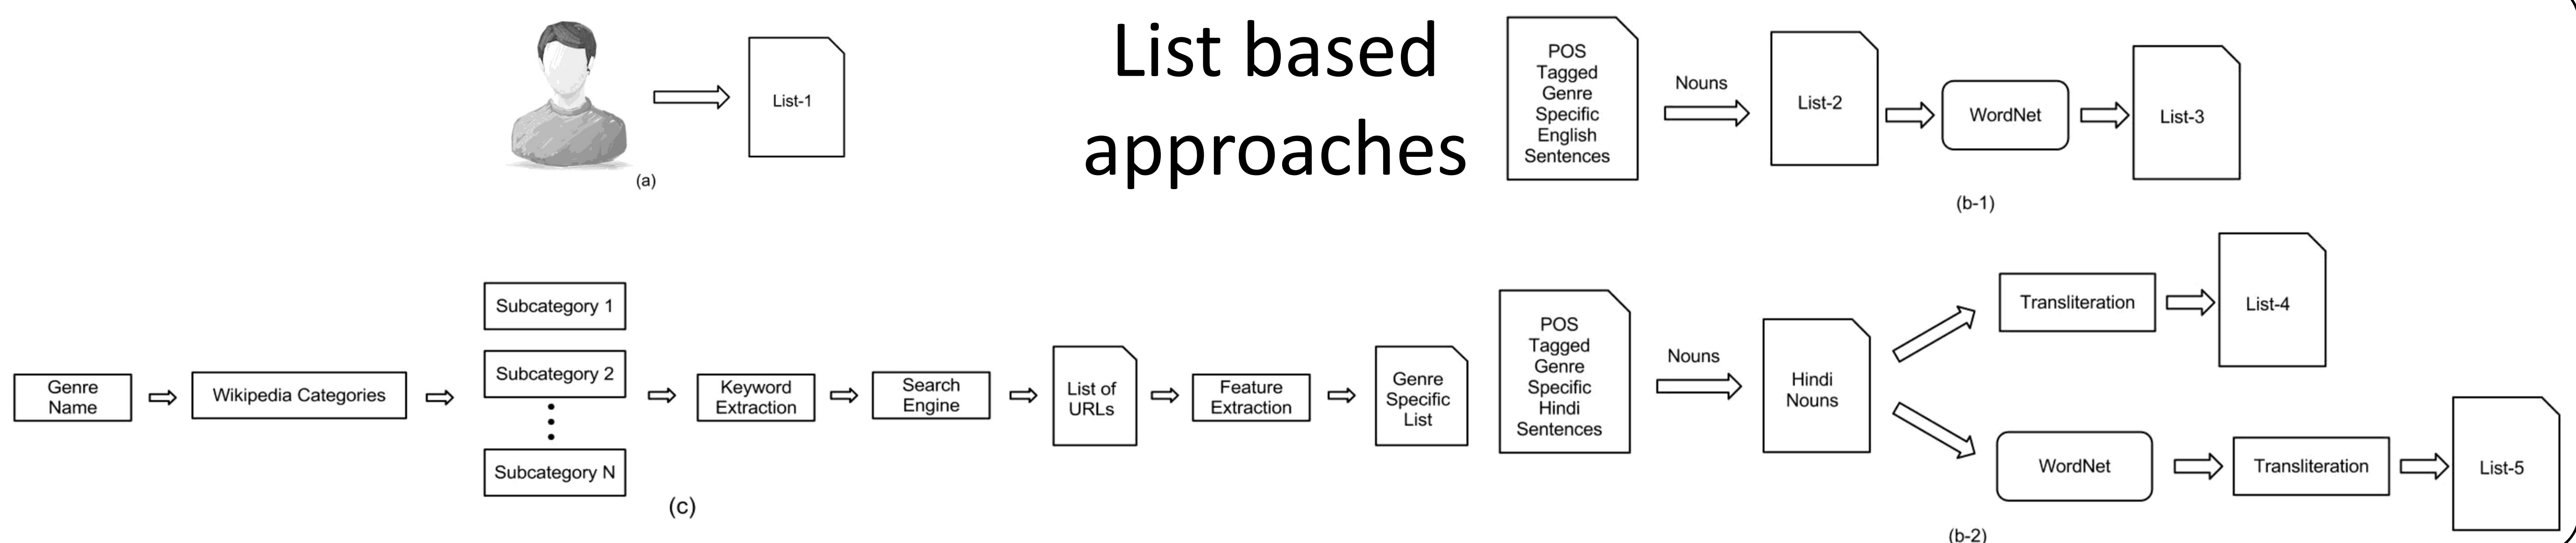 List based
approaches
List-1
(a)
POS
Tagged
Genre
Specific
English
Sentences
Nouns
List-2
WordNet
List-3
(b-1)
Genre
Name
Wikipedia Categories
Subcategory 1
Subcategory 2
Subcategory N
Keyword
Extraction
Search
Engine
List of
URLs
Feature
Extraction
Genre
Specific
List
(c)
POS
Tagged
Genre
Specific
Hindi
Sentences
Nouns
Hindi
Nouns
Transliteration
List-4
WordNet
Transliteration
List-5
(b-2)